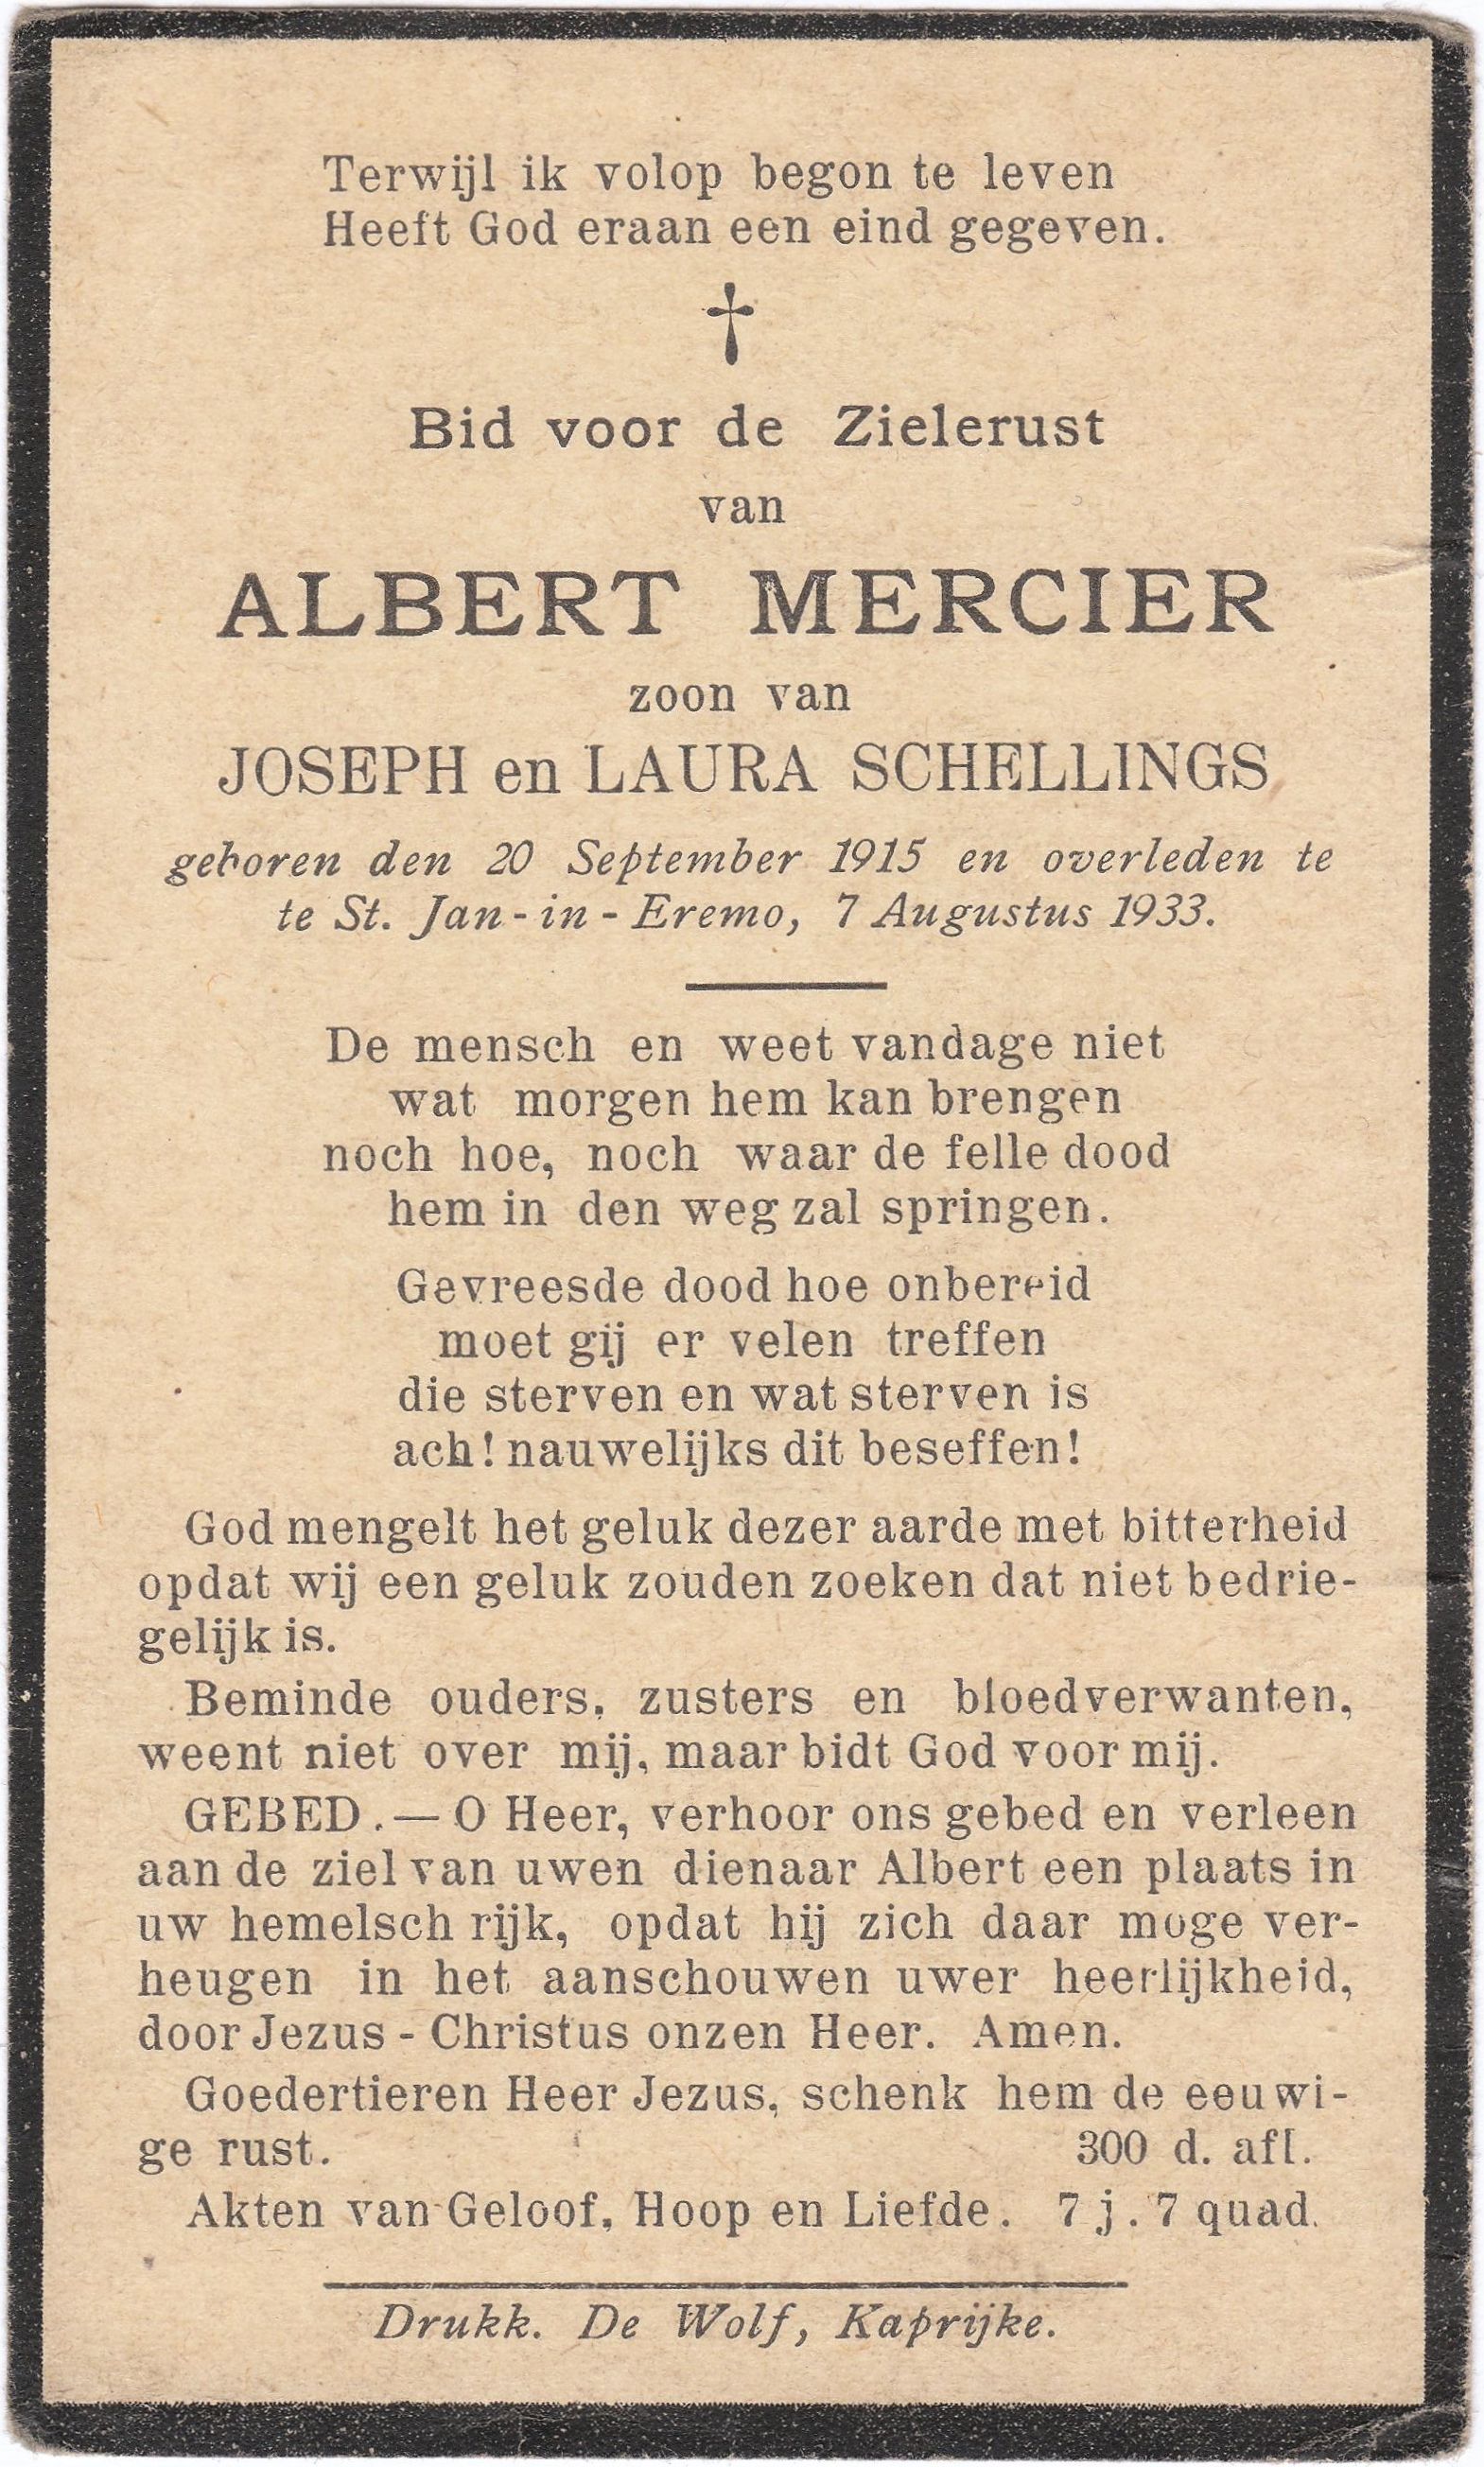 Terwijl ik volop begon te leven
Heeft God eraan een eind gegeven.
†
Bid voor de Zielerust
van
ALBERT MERCIER
zoon van
JOSEPH en LAURA SCHELLINGS
geboren den 20 September 1915 en overleden te
te St. Jan-in-Eremo, 7 Augustus 1933.
De mensch en weet vandage niet
wat morgen hem kan brengen
noch hoe, noch waar de felle dood
hem in den weg zal springen.
Gevreesde dood hoe onbereid
moet gij er velen treffen
die sterven en wat sterven is
ach! nauwelijks dit beseffen!
God mengelt het geluk dezer aarde met bitterheid
opdat wij een geluk zouden zoeken dat niet bedrie-
gelijk is.
Beminde ouders, zusters en bloedverwanten,
weent niet over mij, maar bidt God voor mij.
GEBED.— O Heer, verhoor ons gebed en verleen
aan de ziel van uwen dienaar Albert een plaats in
uw hemelsch rijk, opdat hij zich daar moge ver-
heugen in het aanschouwen uwer heerlijkheid,
door Jezus - Christus onzen Heer. Amen.
Goedertieren Heer Jezus, schenk hem de eeuwi-
ge rust. 300 d. afl.
Akten van Geloof, Hoop en Liefde. 7 j. 7 quad.
Drukk. De Wolf, Kaprijke.